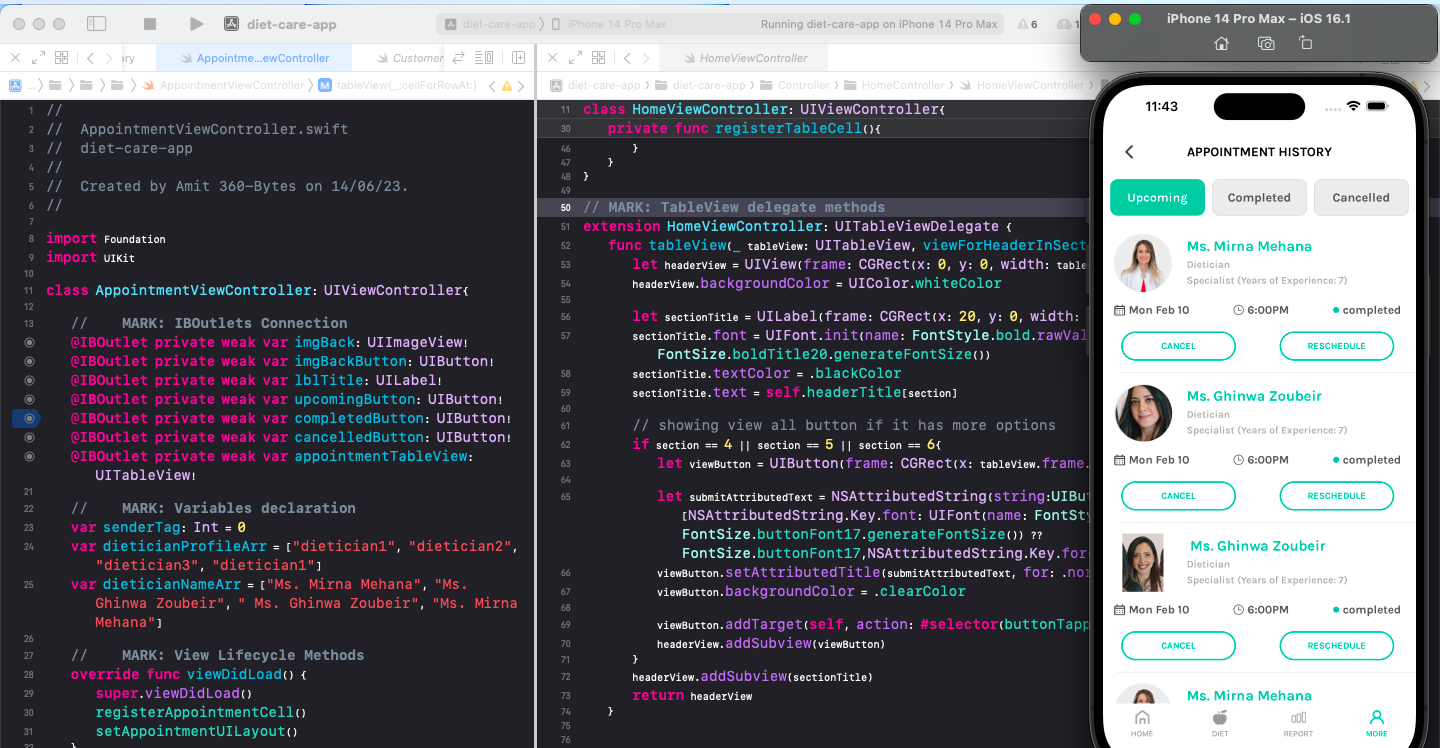 diet-care-app
diet-care-app 〉 iPhone 14 Pro Max
Running diet-care-app on iPhone 14 Pro Max
6
1
ory
Appointme...ewController
Customer
... 〉 AppointmentViewController 〉 M tableView(_:cellForRowAt:)
1 //
2 // AppointmentViewController.swift
3 // diet-care-app
4 //
5 // Created by Amit 360-Bytes on 14/06/23.
6 //
7
8 import Foundation
9 import UIKit
10
11 class AppointmentViewController: UIViewController{
12
13 // MARK: IBOutlets Connection
@IBOutlet private weak var imgBack: UIImageView!
@IBOutlet private weak var imgBackButton: UIButton!
@IBOutlet private weak var lblTitle: UILabel!
@IBOutlet private weak var upcomingButton: UIButton!
@IBOutlet private weak var completedButton: UIButton!
@IBOutlet private weak var cancelledButton: UIButton!
@IBOutlet private weak var appointmentTableView:
UITableView!
21
22 // MARK: Variables declaration
23 var senderTag: Int = 0
24 var dieticianProfileArr = ["dietician1", "dietician2",
"dietician3", "dietician1"]
25 var dieticianNameArr = ["Ms. Mirna Mehana", "Ms.
Ghinwa Zoubeir", " Ms. Ghinwa Zoubeir", "Ms. Mirna
Mehana"]
26
27 // MARK: View Lifecycle Methods
28 override func viewDidLoad() {
29 super.viewDidLoad()
30 registerAppointmentCell()
31 setAppointmentUILayout()
}
HomeViewController
diet-care-app 〉 diet-care-app 〉 Controller 〉 HomeController 〉 HomeViewController 〉
11 class HomeViewController: UIViewController{
30 private func registerTableCell(){
46 }
47 }
48 }
49
50 // MARK: TableView delegate methods
51 extension HomeViewController: UITableViewDelegate {
52 func tableView(_ tableView: UITableView, viewForHeaderInSect
53 let headerView = UIView(frame: CGRect(x: 0, y: 0, width: table
54 headerView.backgroundColor = UIColor.whiteColor
55
56 let sectionTitle = UILabel(frame: CGRect(x: 20, y: 0, width:
57 sectionTitle.font = UIFont.init(name: FontStyle.bold.rawVal
FontSize.boldTitle20.generateFontSize())
58 sectionTitle.textColor = .blackColor
59 sectionTitle.text = self.headerTitle[section]
60
61 // showing view all button if it has more options
62 if section == 4 || section == 5 || section == 6{
63 let viewButton = UIButton(frame: CGRect(x: tableView.frame.
64
65 let submitAttributedText = NSAttributedString(string:UIBut
[NSAttributedString.Key.font: UIFont(name: FontSty
FontSize.buttonFont17.generateFontSize()) ??
FontSize.buttonFont17,NSAttributedString.Key.for
66 viewButton.setAttributedTitle(submitAttributedText, for: .nor
67 viewButton.backgroundColor = .clearColor
68
69 viewButton.addTarget(self, action: #selector(buttonTapp
70 headerView.addSubview(viewButton)
71 }
72 headerView.addSubview(sectionTitle)
73 return headerView
74 }
75
76
iPhone 14 Pro Max – iOS 16.1
11:43
APPOINTMENT HISTORY
Upcoming
Completed
Cancelled
Ms. Mirna Mehana
Dietician
Specialist (Years of Experience: 7)
Mon Feb 10
6:00PM
completed
CANCEL
RESCHEDULE
Ms. Ghinwa Zoubeir
Dietician
Specialist (Years of Experience: 7)
Mon Feb 10
6:00PM
completed
CANCEL
RESCHEDULE
Ms. Ghinwa Zoubeir
Dietician
Specialist (Years of Experience: 7)
Mon Feb 10
6:00PM
completed
CANCEL
RESCHEDULE
Ms. Mirna Mehana
HOME
DIET
REPORT
MORE